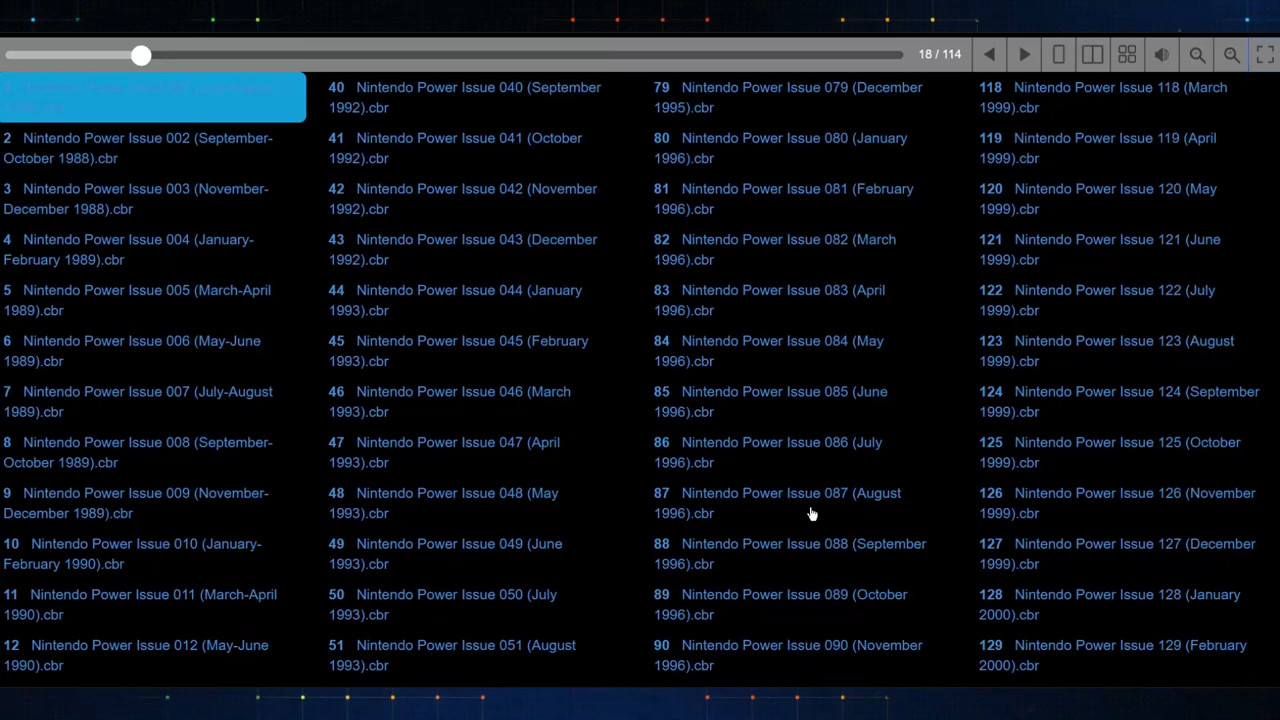 18 / 114
2 Nintendo Power Issue 002 (September-
October 1988).cbr
3 Nintendo Power Issue 003 (November-
December 1988).cbr
4 Nintendo Power Issue 004 (January-
February 1989).cbr
5 Nintendo Power Issue 005 (March-April
1989).cbr
6 Nintendo Power Issue 006 (May-June
1989).cbr
7 Nintendo Power Issue 007 (July-August
1989).cbr
8 Nintendo Power Issue 008 (September-
October 1989).cbr
9 Nintendo Power Issue 009 (November-
December 1989).cbr
10 Nintendo Power Issue 010 (January-
February 1990).cbr
11 Nintendo Power Issue 011 (March-April
1990).cbr
12 Nintendo Power Issue 012 (May-June
1990).cbr
40 Nintendo Power Issue 040 (September
1992).cbr
41 Nintendo Power Issue 041 (October
1992).cbr
42 Nintendo Power Issue 042 (November
1992).cbr
43 Nintendo Power Issue 043 (December
1992).cbr
44 Nintendo Power Issue 044 (January
1993).cbr
45 Nintendo Power Issue 045 (February
1993).cbr
46 Nintendo Power Issue 046 (March
1993).cbr
47 Nintendo Power Issue 047 (April
1993).cbr
48 Nintendo Power Issue 048 (May
1993).cbr
49 Nintendo Power Issue 049 (June
1993).cbr
50 Nintendo Power Issue 050 (July
1993).cbr
51 Nintendo Power Issue 051 (August
1993).cbr
79 Nintendo Power Issue 079 (December
1995).cbr
80 Nintendo Power Issue 080 (January
1996).cbr
81 Nintendo Power Issue 081 (February
1996).cbr
82 Nintendo Power Issue 082 (March
1996).cbr
83 Nintendo Power Issue 083 (April
1996).cbr
84 Nintendo Power Issue 084 (May
1996).cbr
85 Nintendo Power Issue 085 (June
1996).cbr
86 Nintendo Power Issue 086 (July
1996).cbr
87 Nintendo Power Issue 087 (August
1996).cbr
88 Nintendo Power Issue 088 (September
1996).cbr
89 Nintendo Power Issue 089 (October
1996).cbr
90 Nintendo Power Issue 090 (November
1996).cbr
118 Nintendo Power Issue 118 (March
1999).cbr
119 Nintendo Power Issue 119 (April
1999).cbr
120 Nintendo Power Issue 120 (May
1999).cbr
121 Nintendo Power Issue 121 (June
1999).cbr
122 Nintendo Power Issue 122 (July
1999).cbr
123 Nintendo Power Issue 123 (August
1999).cbr
124 Nintendo Power Issue 124 (September
1999).cbr
125 Nintendo Power Issue 125 (October
1999).cbr
126 Nintendo Power Issue 126 (November
1999).cbr
127 Nintendo Power Issue 127 (December
1999).cbr
128 Nintendo Power Issue 128 (January
2000).cbr
129 Nintendo Power Issue 129 (February
2000).cbr